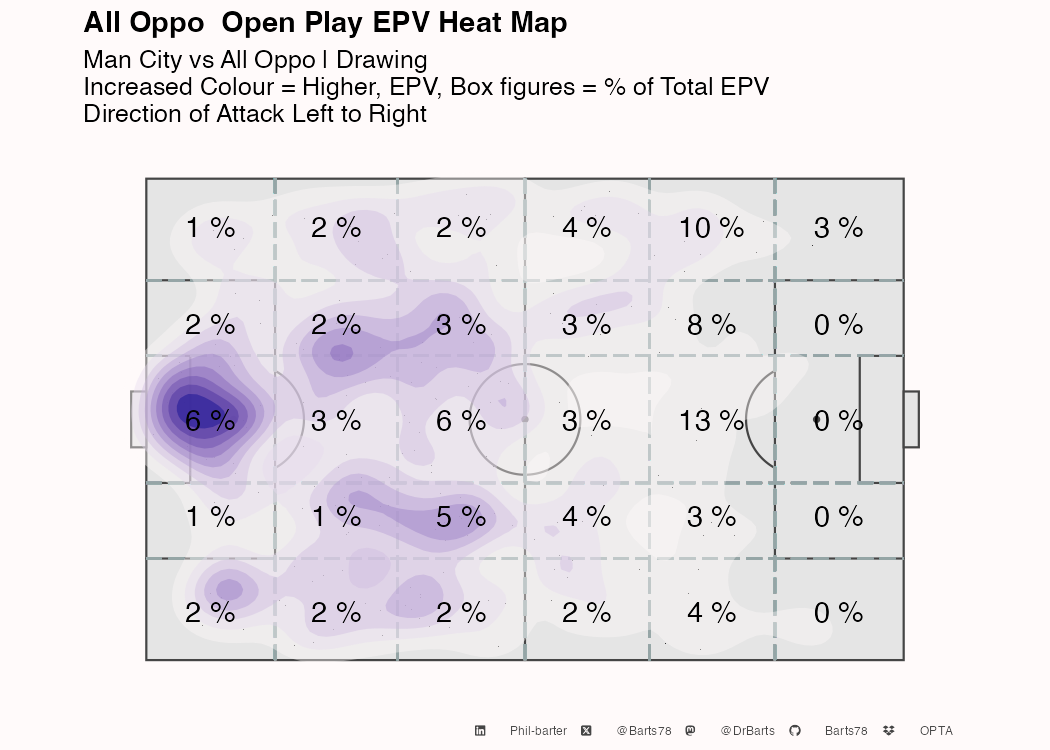 All Oppo  Open Play EPV Heat Map
Man City vs All Oppo | Drawing
Increased Colour = Higher, EPV, Box figures = % of Total EPV
Direction of Attack Left to Right
1 % 2 % 2 % 4 % 10 % 3 %
2 % 2 % 3 % 3 % 8 % 0 %
6 % 3 % 6 % 3 % 13 % 0 %
1 % 1 % 5 % 4 % 3 % 0 %
2 % 2 % 2 % 2 % 4 % 0 %
Phil-barter @Barts78 @DrBarts Barts78 OPTA